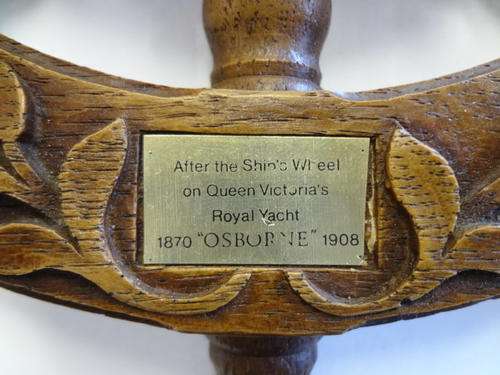 After the Ship's Wheel
on Queen Victoria's
Royal Yacht
1870 "OSBORNE" 1908